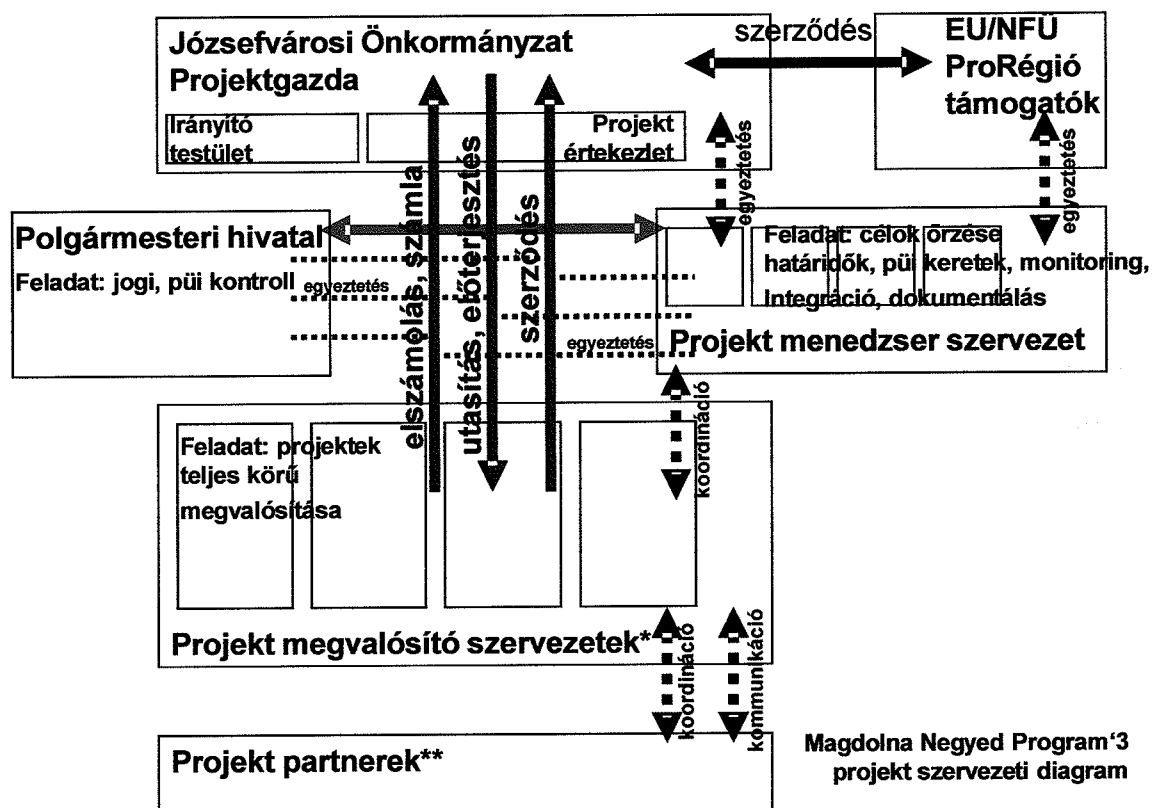 Józsefvárosi Önkormányzat
Projektgazda
Irányító
testület
Projekt
értekezlet
szerződés
EU/NFÜ
ProRégió
támogatók
egyeztetés
egyeztetés
Polgármesteri hivatal
Feladat: jogi, püi kontroll
egyeztetés
elszámolás, számla
utasítás, előterjesztés
szerződés
egyeztetés
Feladat: célok őrzése
határidők, püi keretek, monitoring,
Integráció, dokumentálás
Projekt menedzser szervezet
koordináció
Feladat: projektek
teljes körű
megvalósítása
Projekt megvalósító szervezetek*
koordináció
kommunikáció
Projekt partnerek**
Magdolna Negyed Program‘3
projekt szervezeti diagram